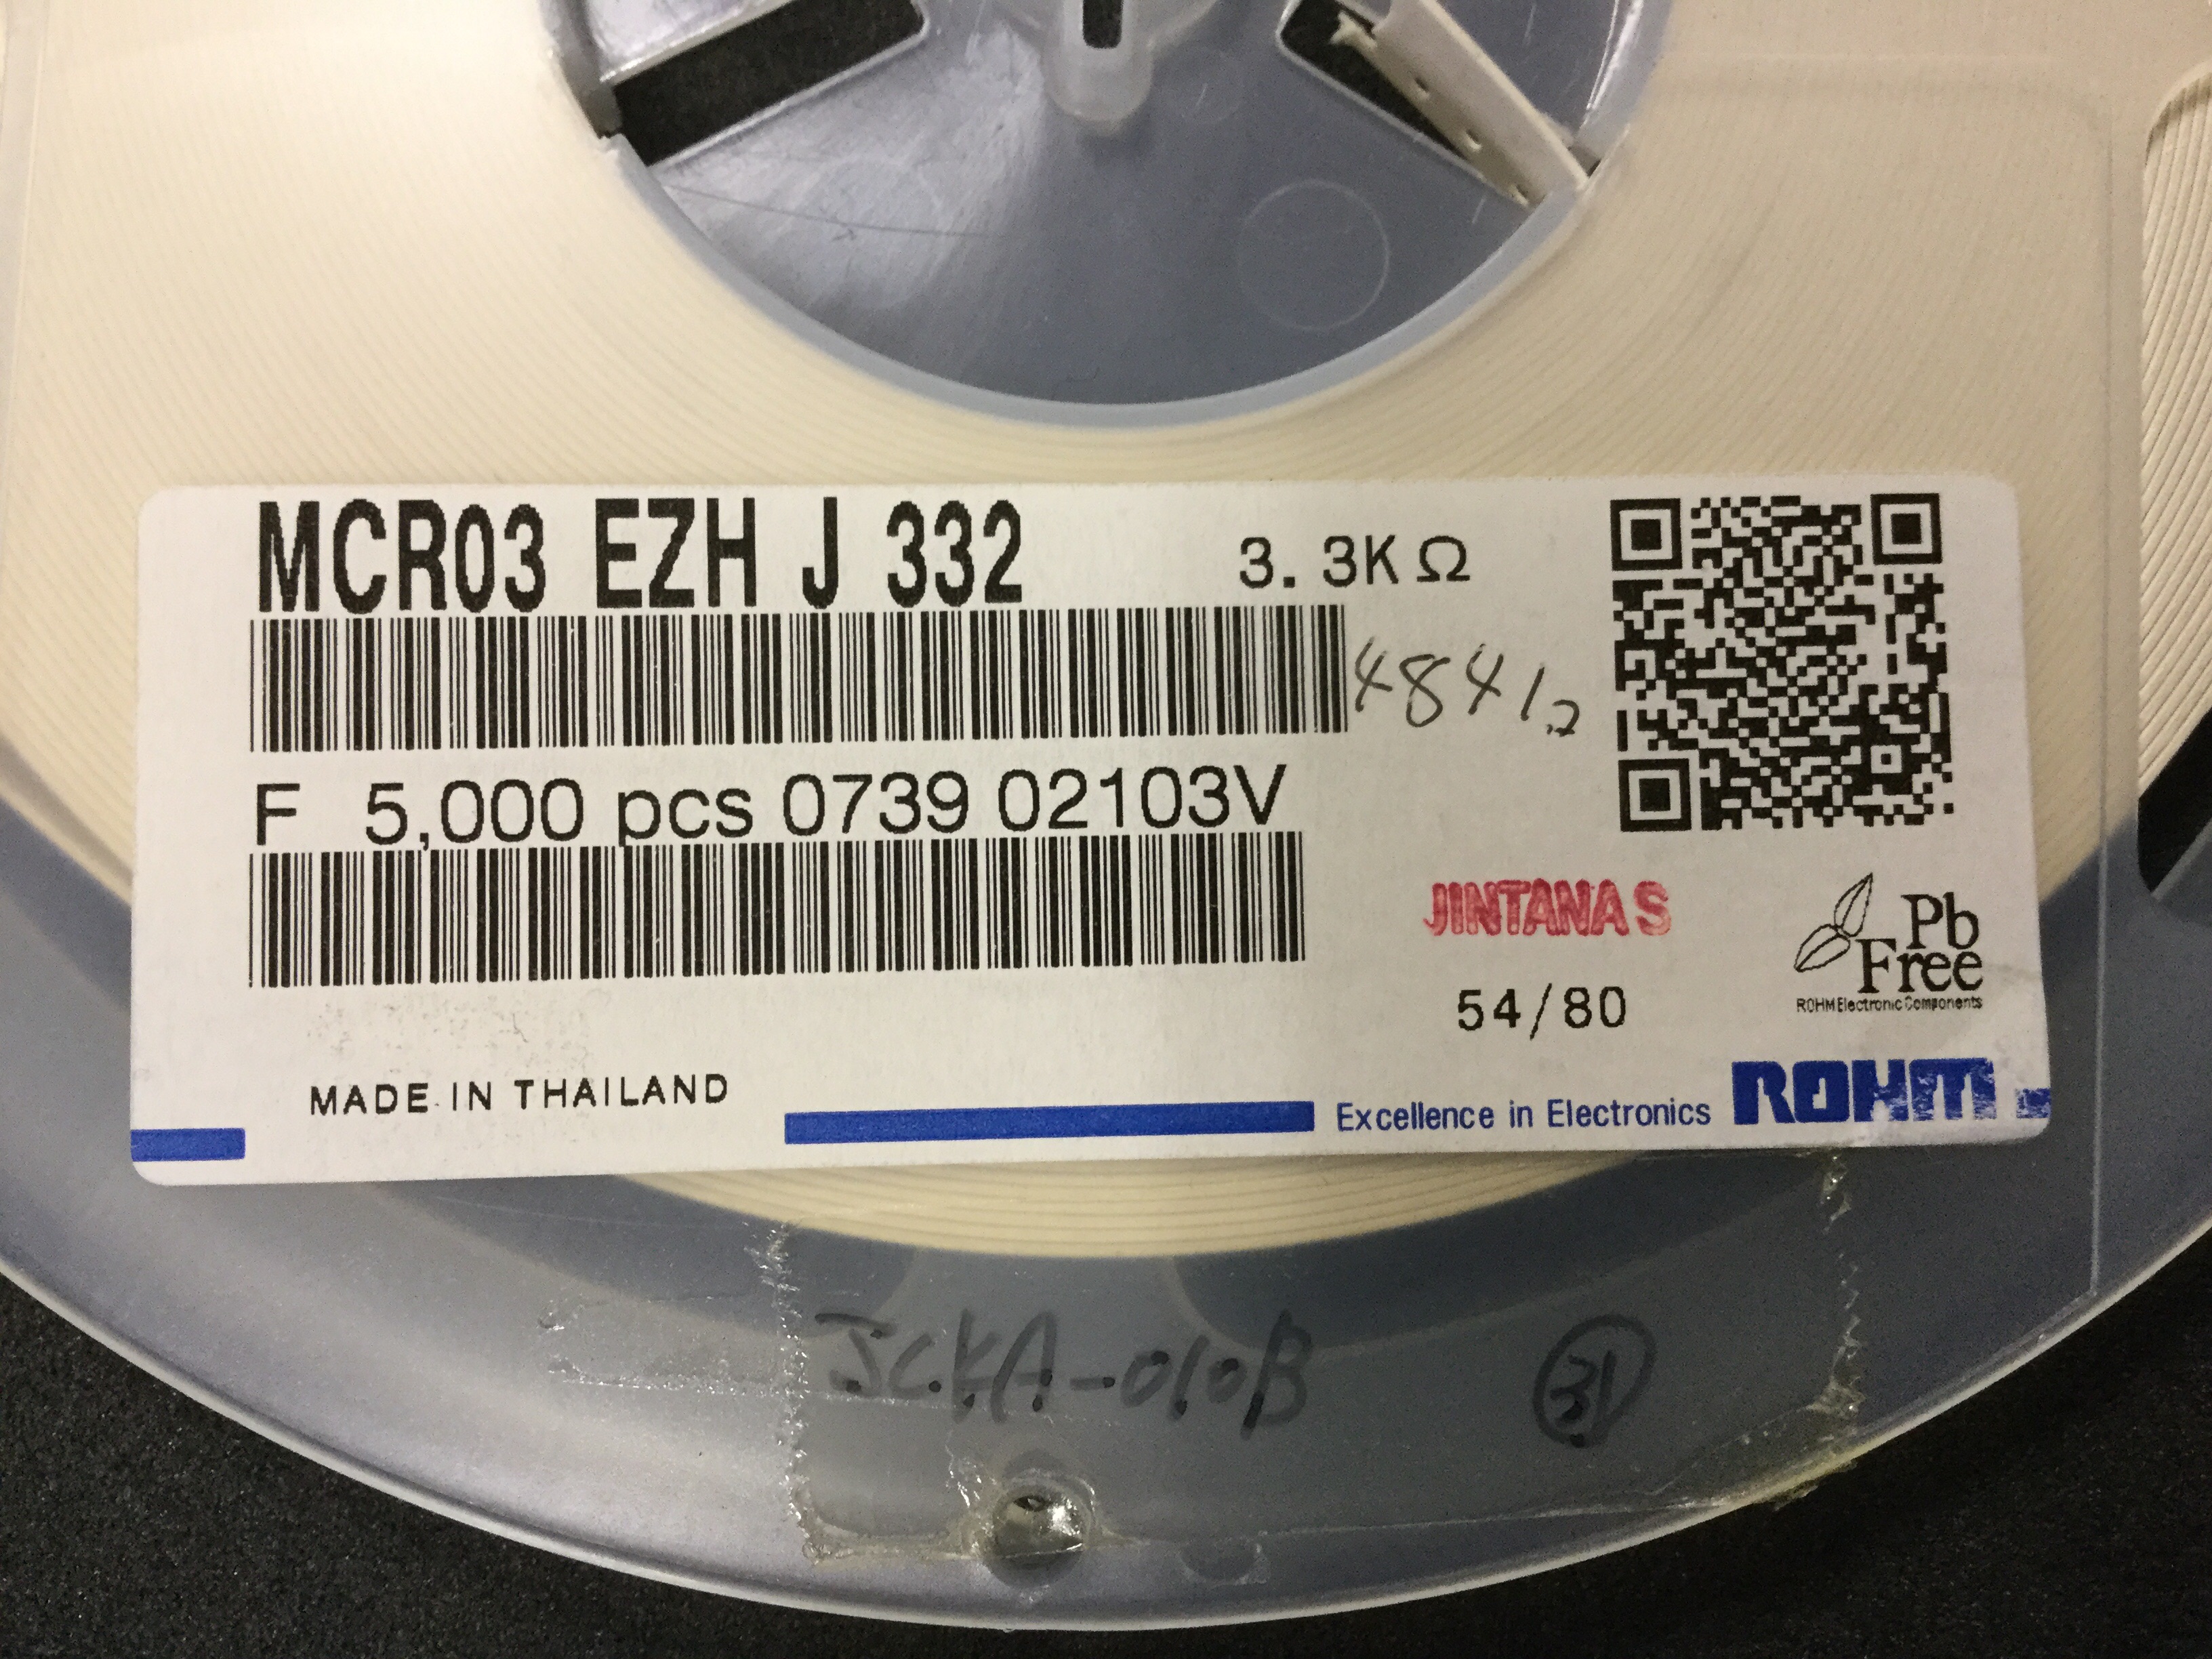 MCR03 EZH J 332
3.3KΩ
4841
F 5,000 pcs 0739 02103V
JINTANA S
54/80
Pb
Free
ROHM Electronic Components
MADE IN THAILAND
Excellence in Electronics
ROHM
JCKA-010B
31